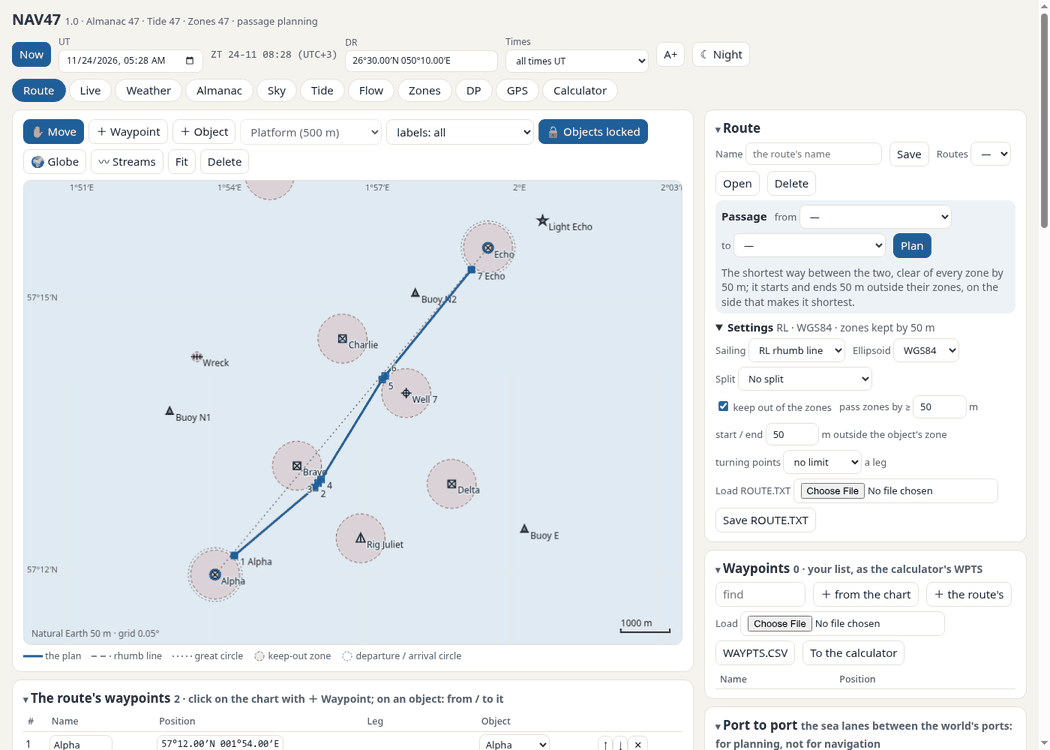 NAV47 1.0 · Almanac 47 · Tide 47 · Zones 47 · passage planning
Now
UT
11/24/2026, 05:28 AM
ZT 24-11 08:28 (UTC+3)
DR
26°30.00'N 050°10.00'E
Times
all times UT
A+
☾ Night
Route Live Weather Almanac Sky Tide Flow Zones DP GPS Calculator
Move
+ Waypoint
+ Object
Platform (500 m)
labels: all
Objects locked
Globe
Streams
Fit
Delete
1°51'E 1°54'E 1°57'E 2°E 2°03'
Light Echo
Echo
7 Echo
57°15'N
Buoy N2
Charlie
Wreck
6
5
Well 7
Buoy N1
Bravo
4
3
2
Delta
Buoy E
Rig Juliet
1 Alpha
57°12'N
Alpha
Natural Earth 50 m · grid 0.05°
1000 m
the plan
rhumb line
great circle
keep-out zone
departure / arrival circle
The route's waypoints 2 · click on the chart with + Waypoint; on an object: from / to it
# Name Position Leg Object
1 Alpha 57°12.00'N 001°54.00'E Alpha ↑ ↓ ×
Route
Name the route's name Save Routes —
Open Delete
Passage from —
to — Plan
The shortest way between the two, clear of every zone by
50 m; it starts and ends 50 m outside their zones, on the
side that makes it shortest.
Settings RL · WGS84 · zones kept by 50 m
Sailing RL rhumb line Ellipsoid WGS84
Split No split
keep out of the zones pass zones by ≥ 50 m
start / end 50 m outside the object's zone
turning points no limit a leg
Load ROUTE.TXT Choose File No file chosen
Save ROUTE.TXT
Waypoints 0 · your list, as the calculator's WPTS
find + from the chart + the route's
Load Choose File No file chosen
WAYPTS.CSV To the calculator
Name Position
Port to port the sea lanes between the world's ports:
for planning, not for navigation